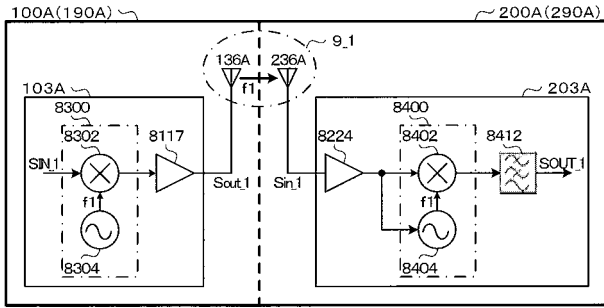 100A(190A)
200A(290A)
9_1
136A
236A
f1
103A
203A
8300
8302
8117
8224
8400
8402
8412
SIN_1
SOUT_1
Sout_1
Sin_1
f1
f1
8304
8404